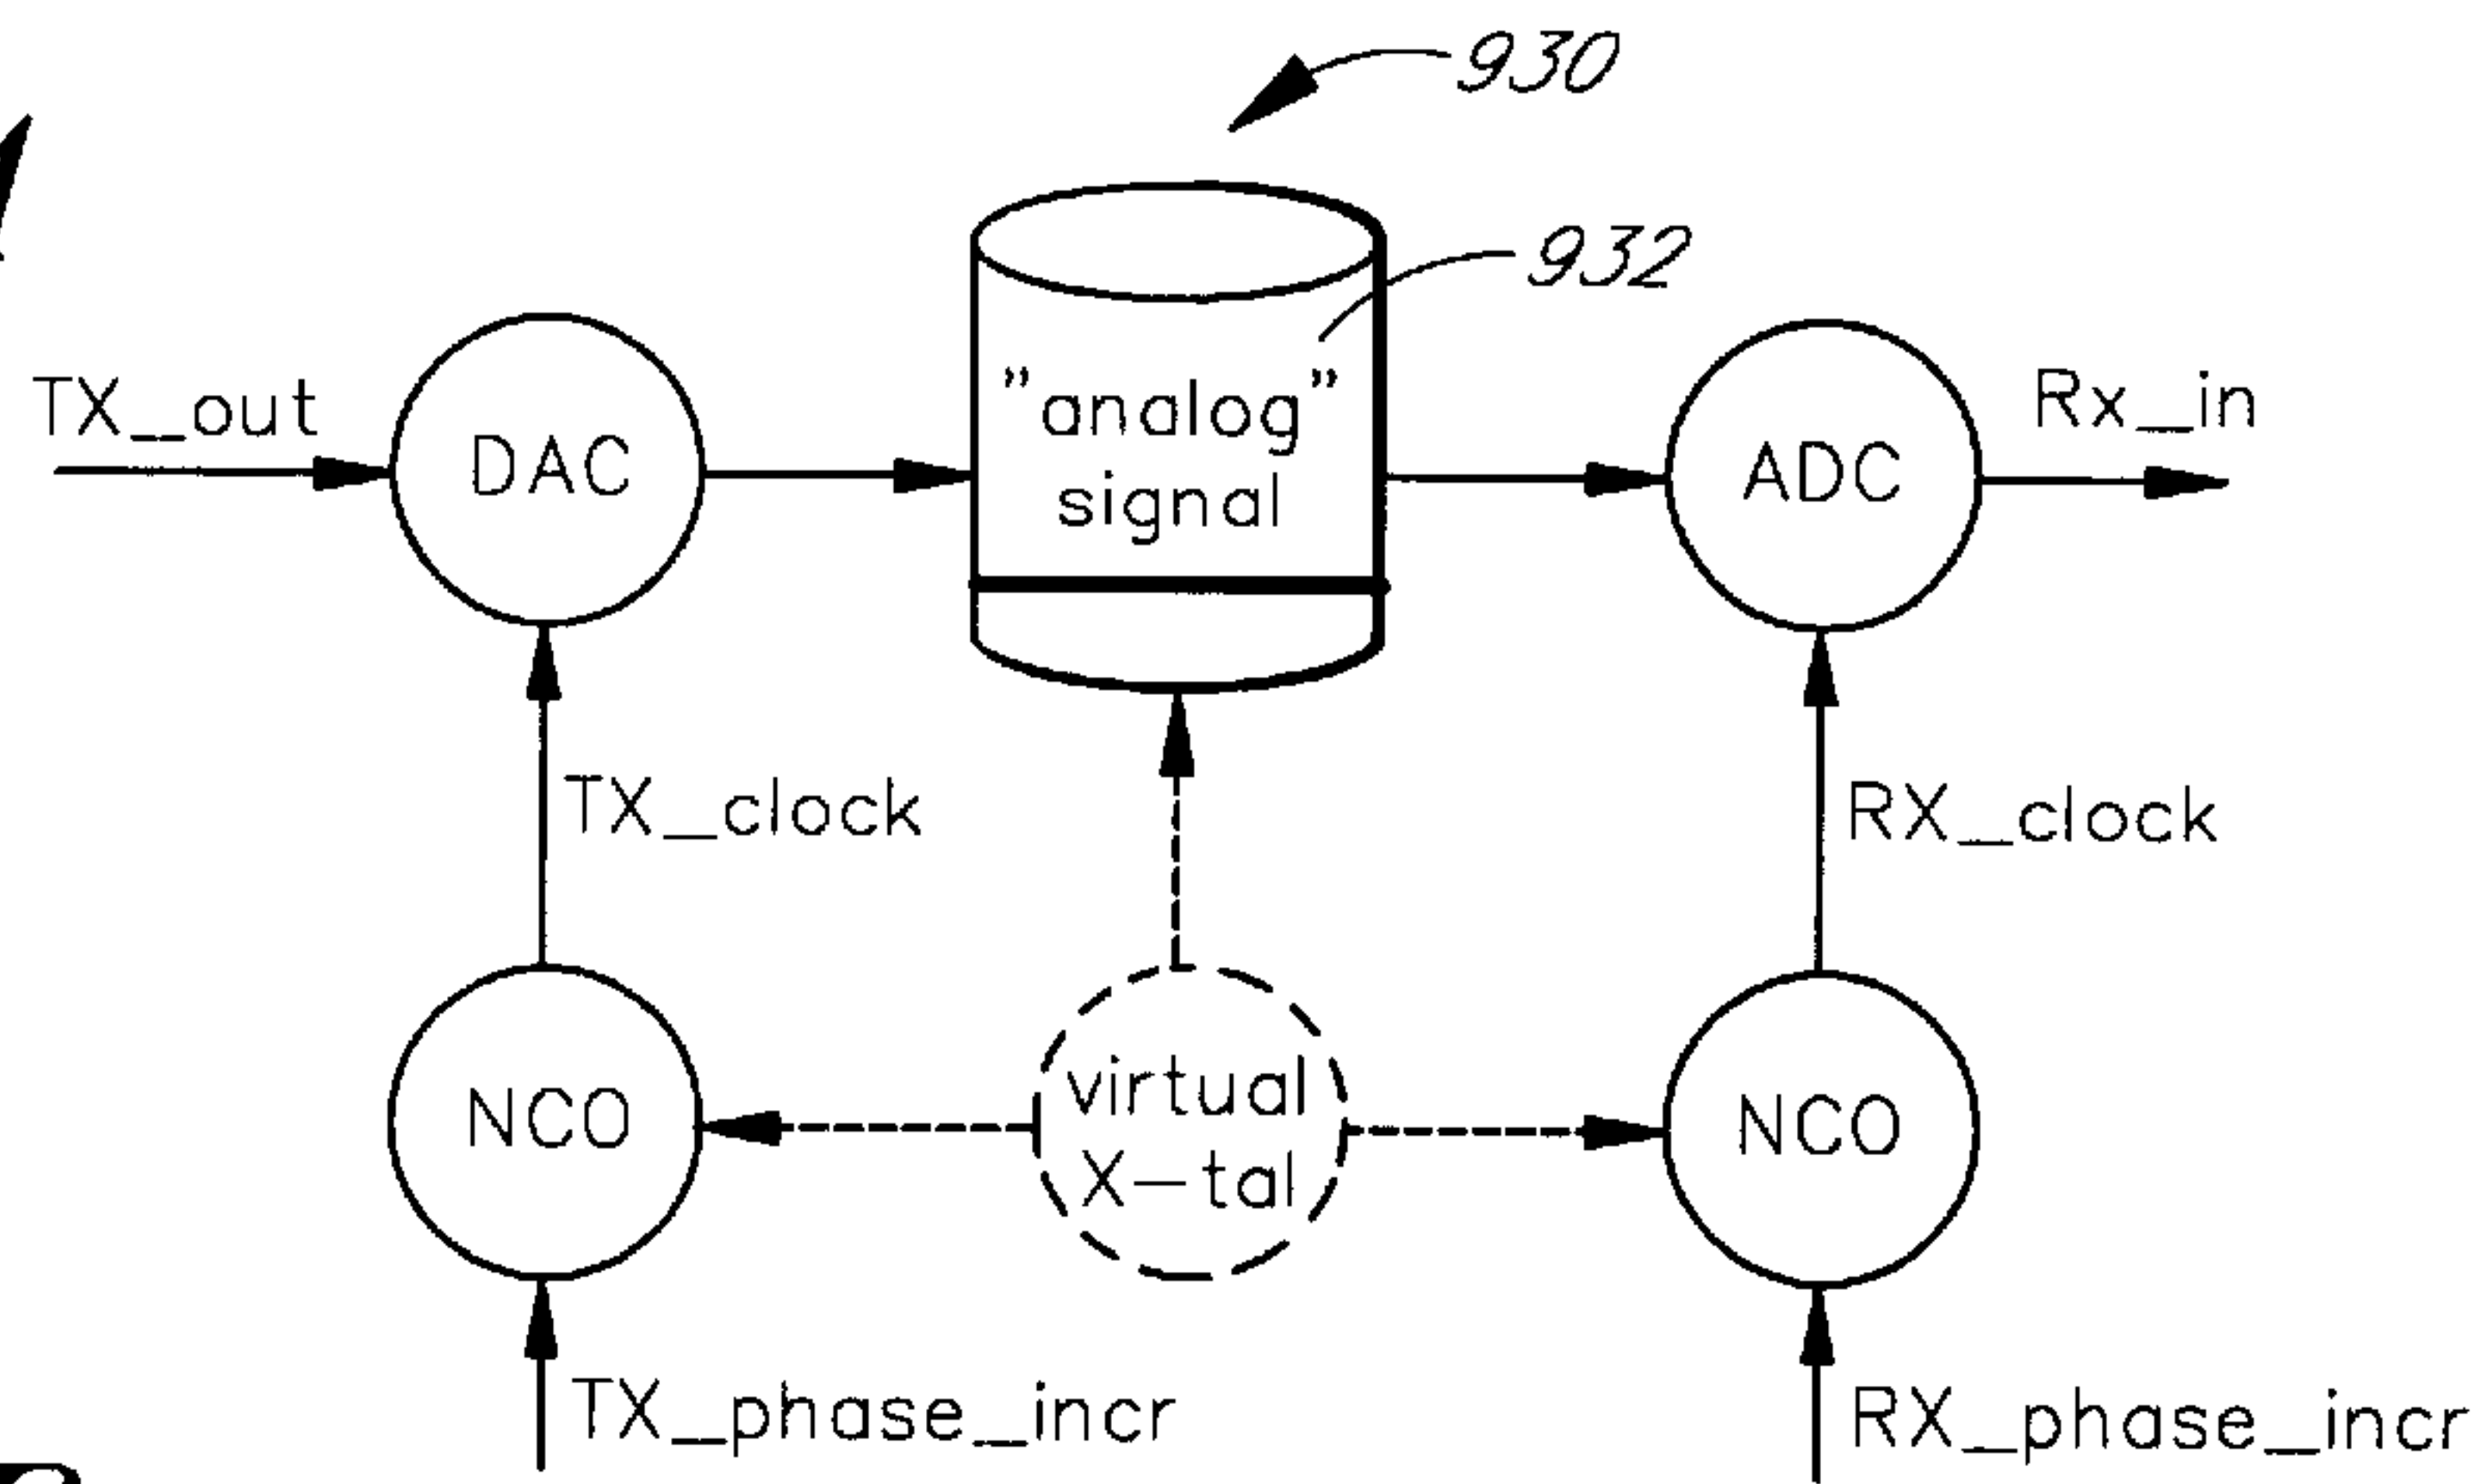 930
932
TX_out
DAC
"analog"
signal
ADC
Rx_in
TX_clock
RX_clock
NCO
virtual
X-tal
NCO
TX_phase_incr
RX_phase_incr